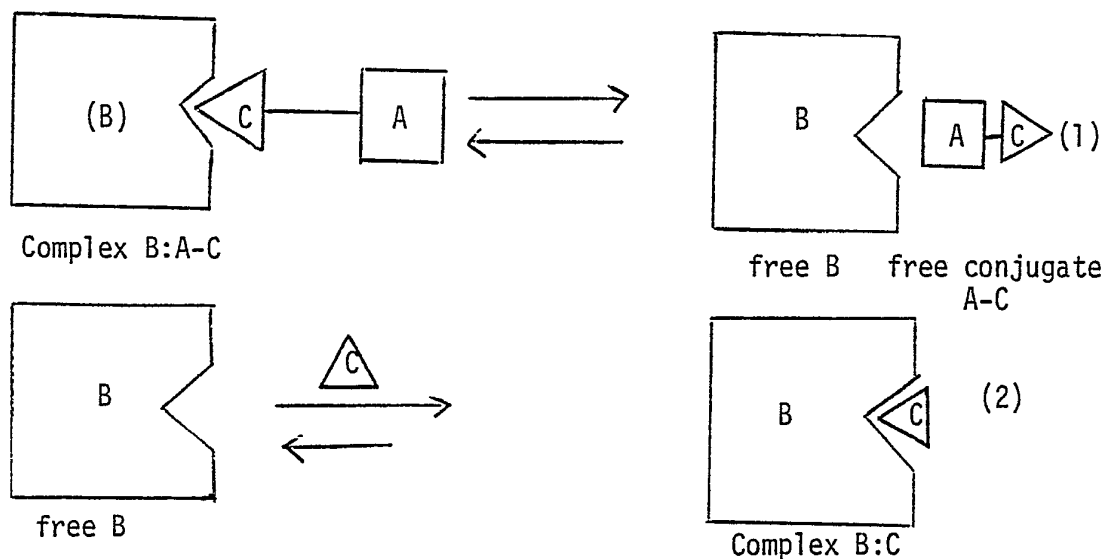 (B) C A B A C (1)
Complex B:A-C
free B free conjugate
A-C
B C B C (2)
free B
Complex B:C